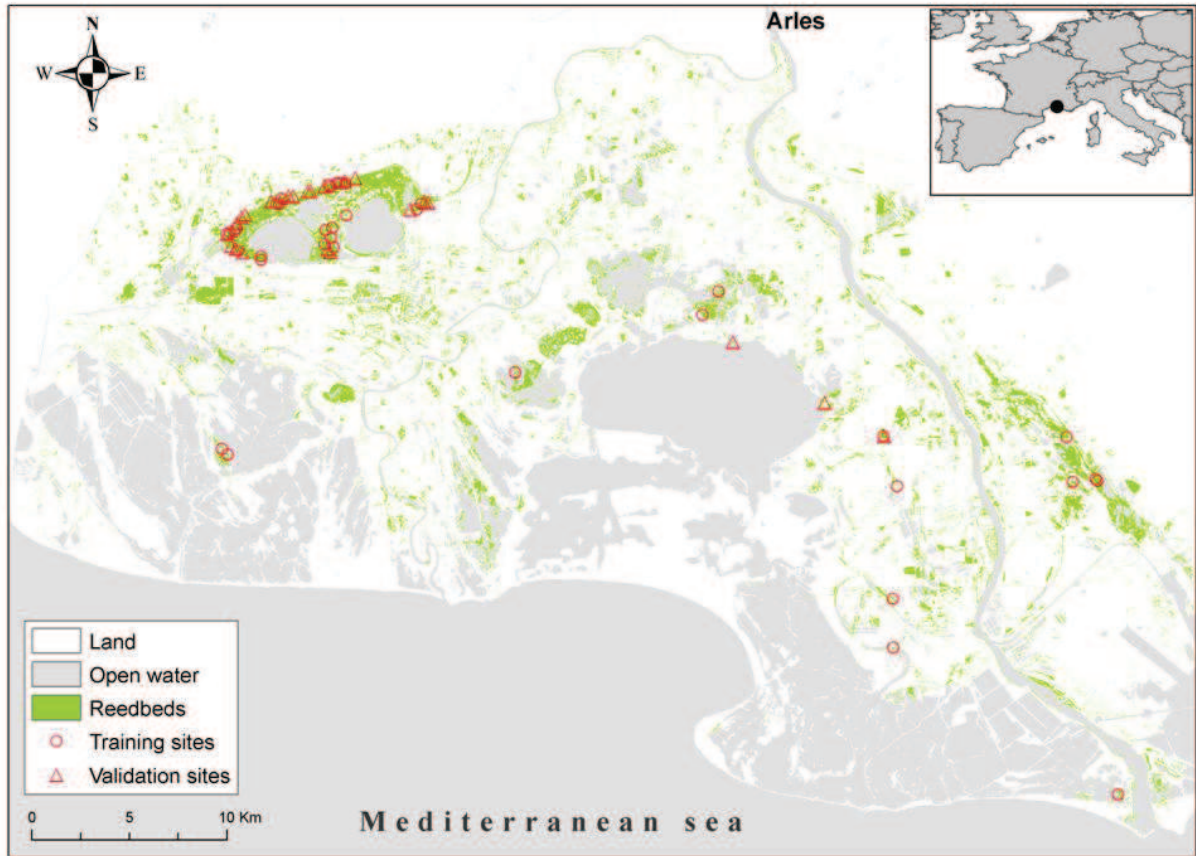 Arles
N
W E
S
Land
Open water
Reedbeds
Training sites
Validation sites
0 5 10 Km
Mediterranean sea